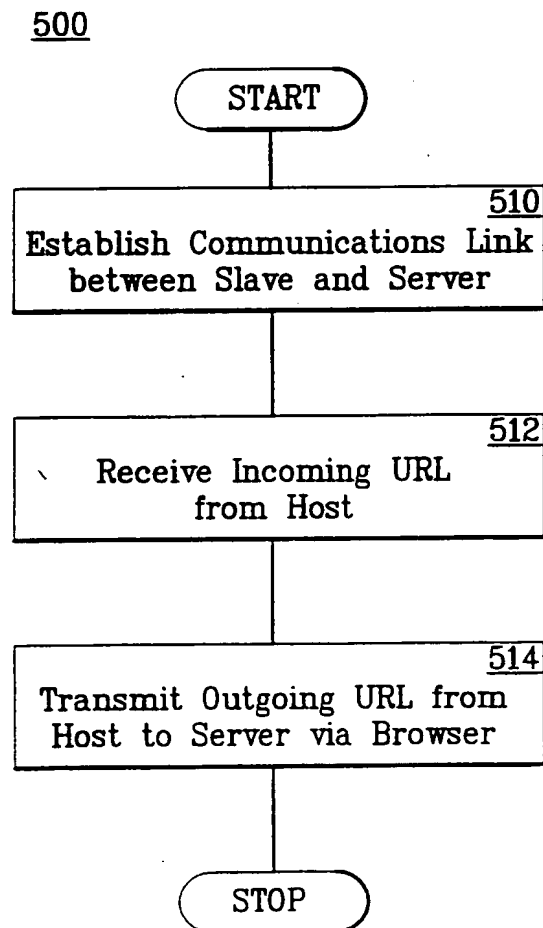 500
START
510
Establish Communications Link
between Slave and Server
512
Receive Incoming URL
from Host
514
Transmit Outgoing URL from
Host to Server via Browser
STOP